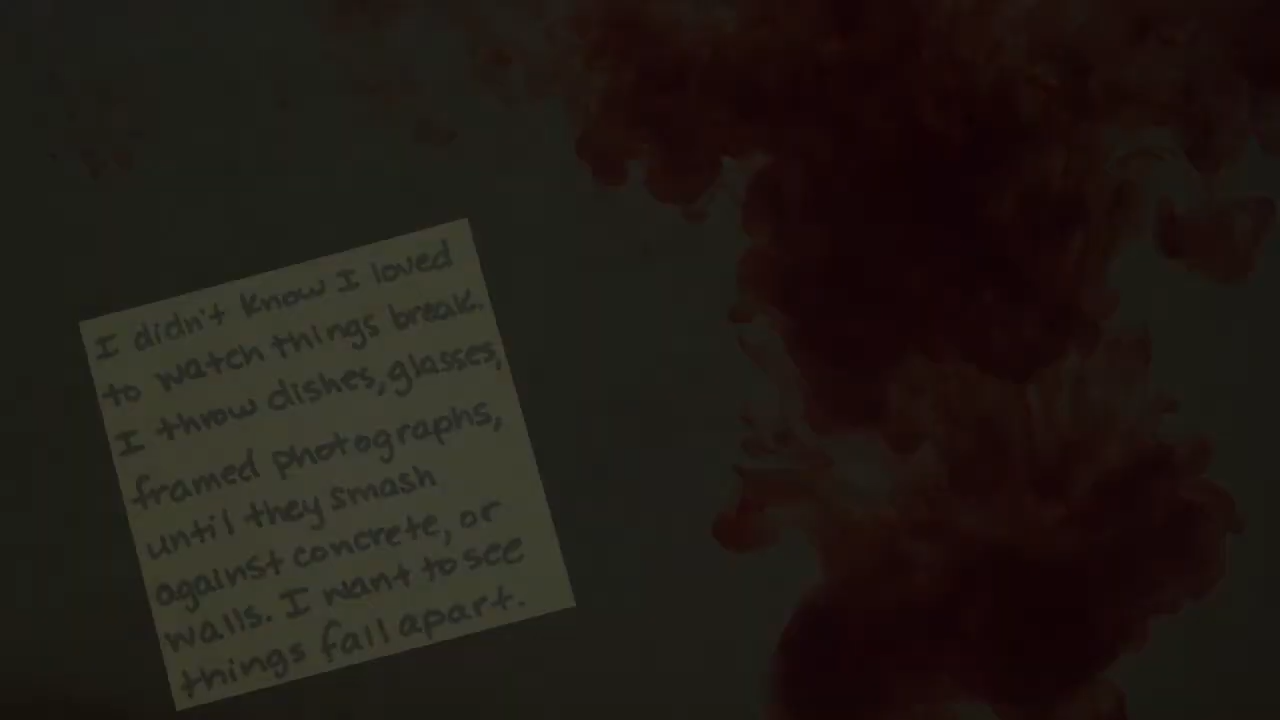 I didn't know I loved
to watch things break.
I throw dishes, glasses,
framed photographs,
until they smash
against concrete, or
walls. I want to see
things fall apart.